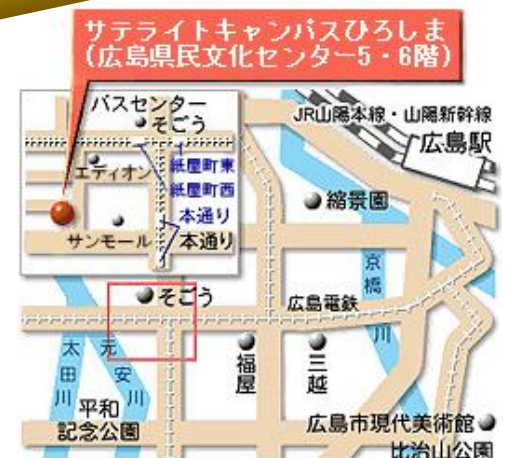 サテライトキャンパスひろしま
(広島県民文化センター5・6階)
バスセンター
そごう
エディオン
紙屋町東
紙屋町西
本通り
サンモール
本通り
JR山陽本線・山陽新幹線
広島駅
縮景園
京橋川
そごう
広島電鉄
太田川
元安川
福屋
三越
平和
記念公園
広島市現代美術館
比治山公園